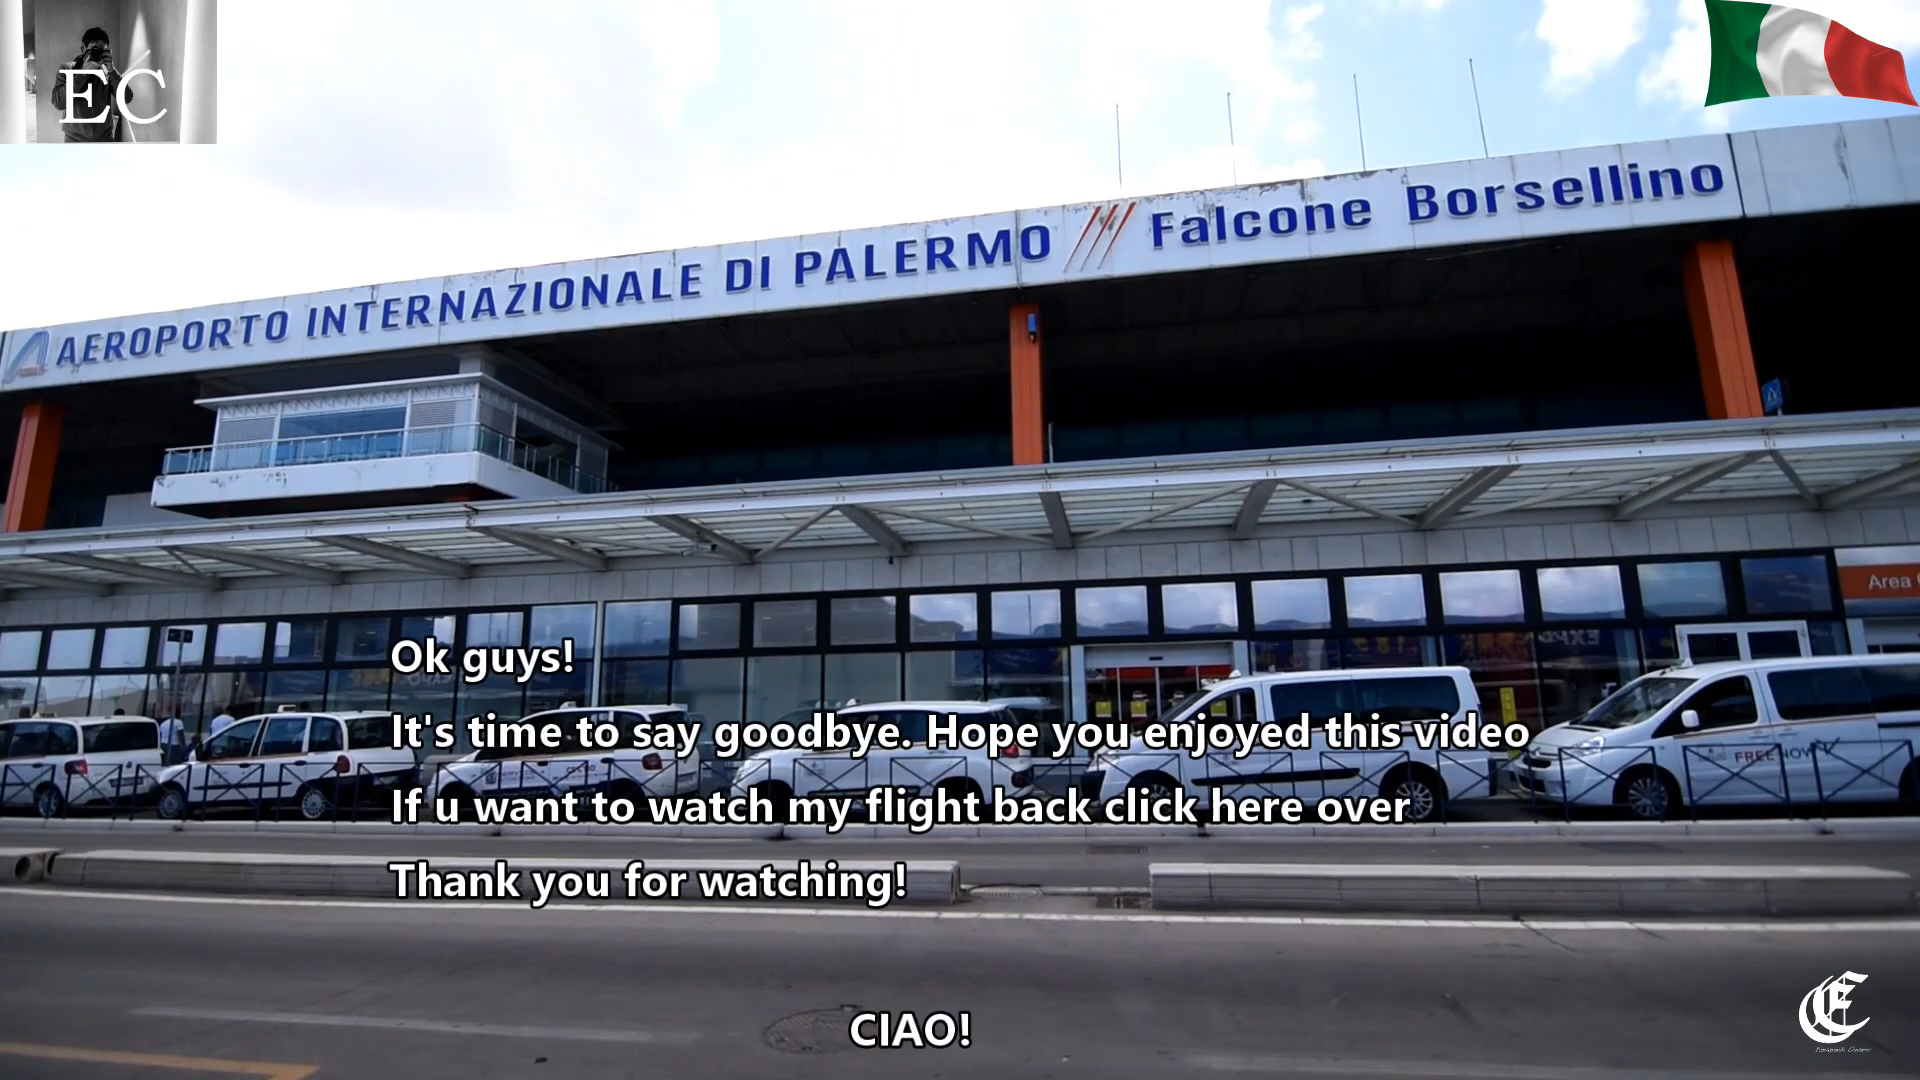 EC
AEROPORTO INTERNAZIONALE DI PALERMO /// Falcone Borsellino
Area
Ok guys!
It's time to say goodbye. Hope you enjoyed this video
If u want to watch my flight back click here over
Thank you for watching!
CIAO!